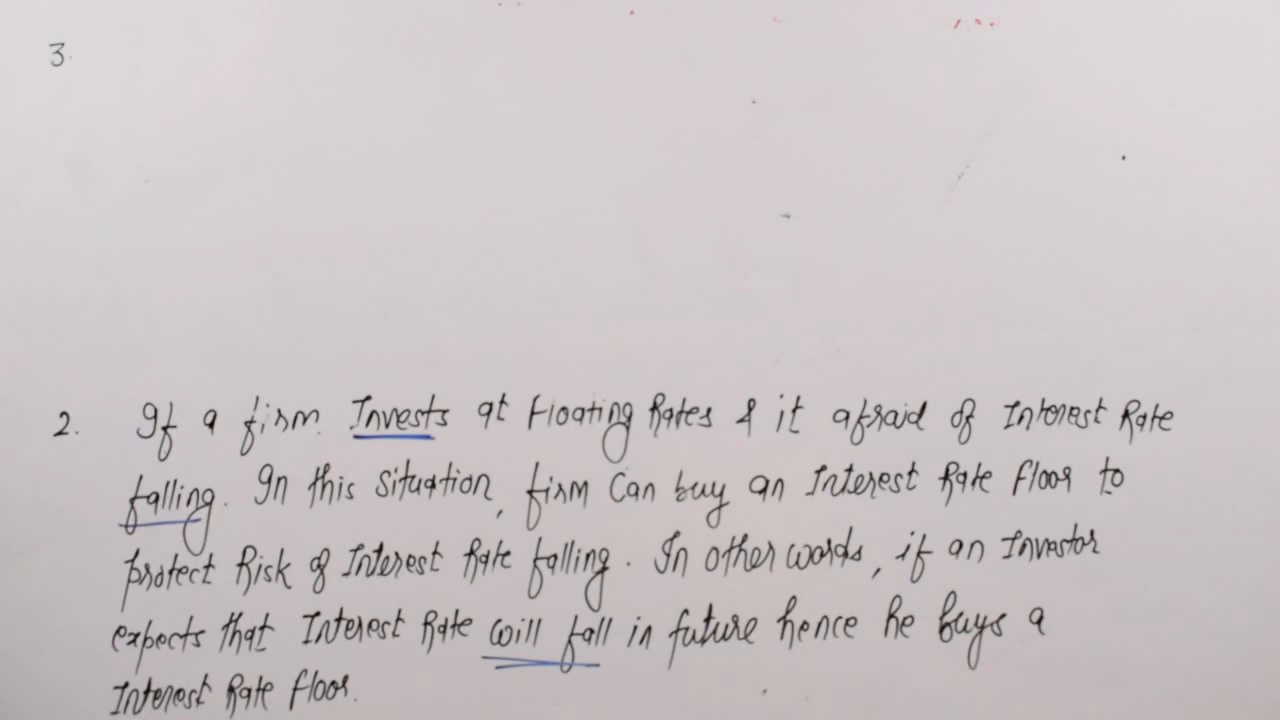 3.
2. If a firm Invests at Floating Rates & it afraid of Interest Rate
falling. In this situation, firm Can buy an Interest Rate Floor to
protect Risk of Interest Rate falling. In other words, if an Investor
expects that Interest Rate will fall in future hence he buys a
Interest Rate Floor.